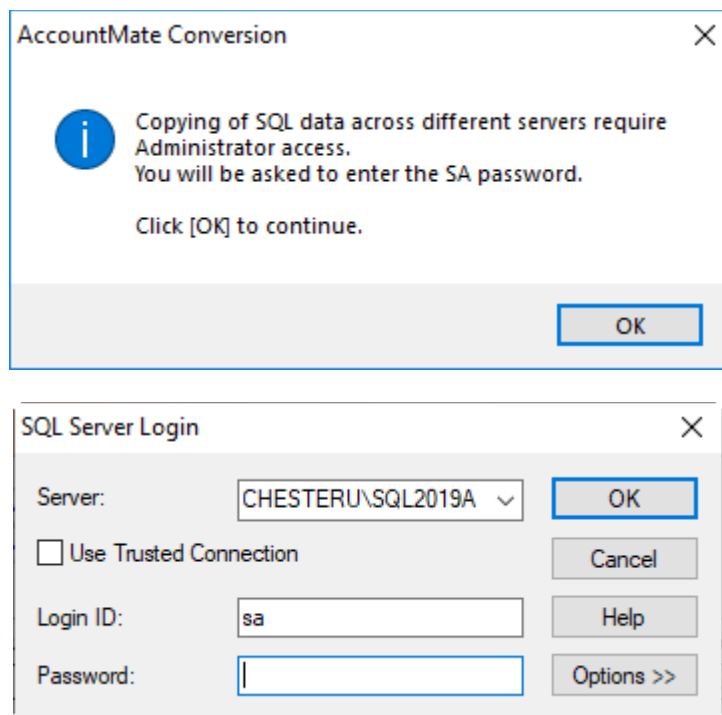 AccountMate Conversion
Copying of SQL data across different servers require
Administrator access.
You will be asked to enter the SA password.
Click [OK] to continue.
OK
SQL Server Login
Server:
CHESTERU\SQL2019A
OK
Use Trusted Connection
Cancel
Login ID:
sa
Help
Password:
Options >>